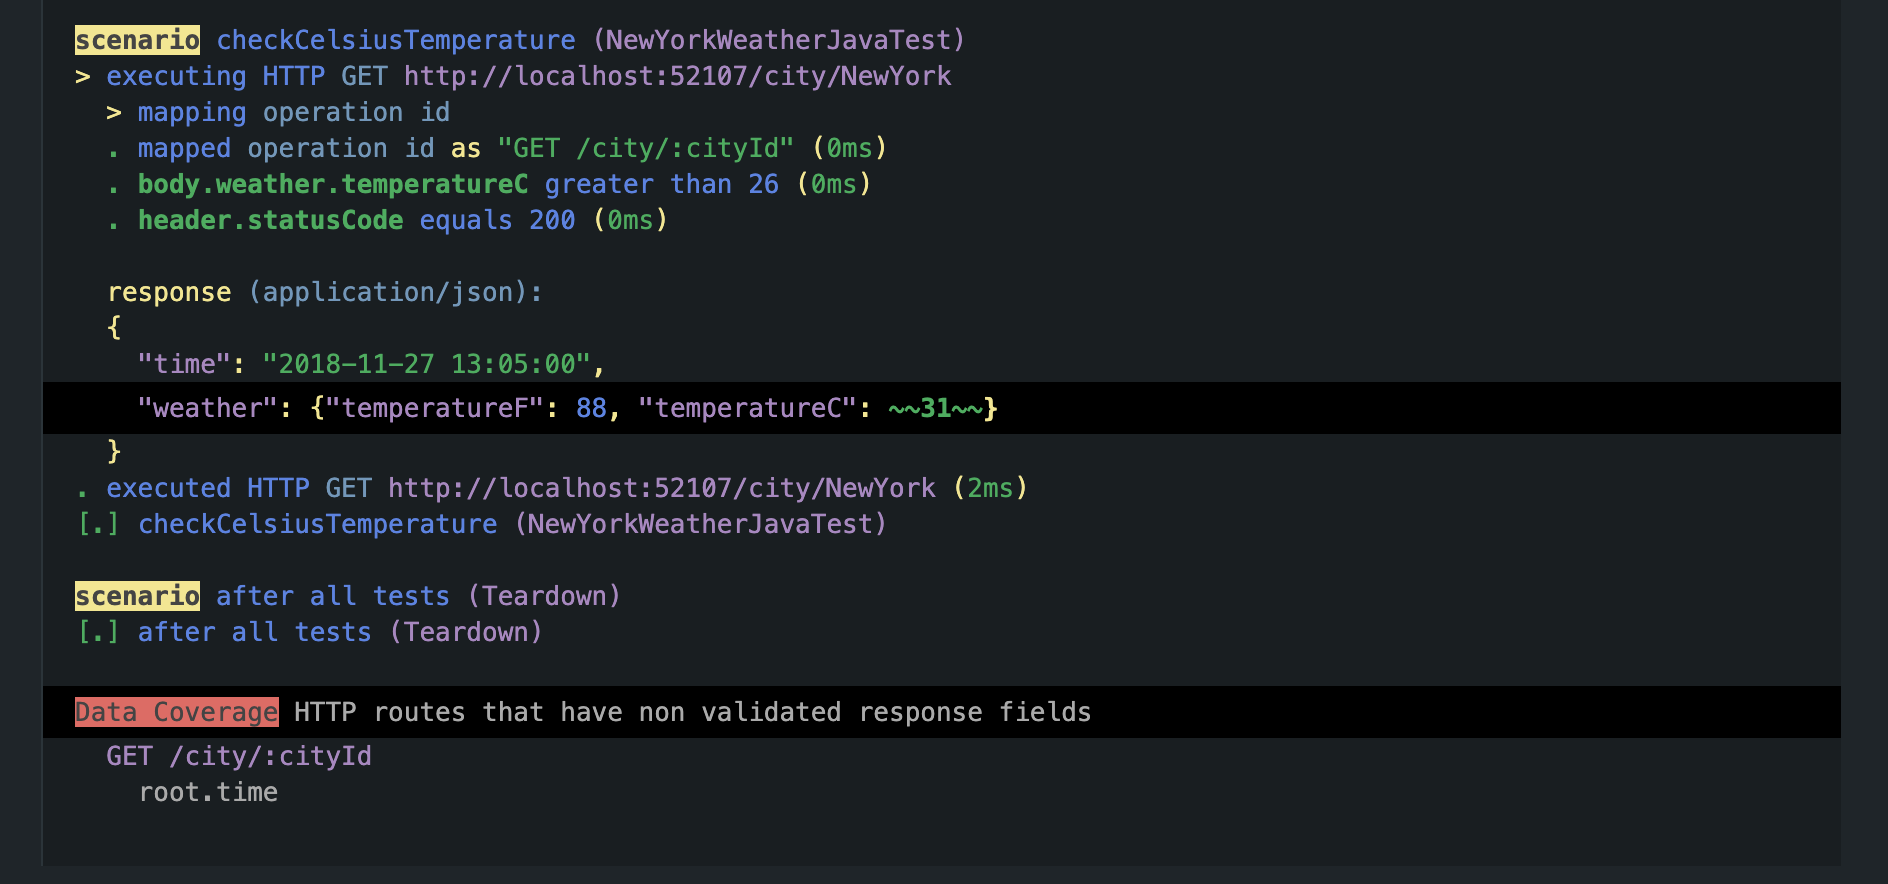 scenario checkCelsiusTemperature (NewYorkWeatherJavaTest)
> executing HTTP GET http://localhost:52107/city/NewYork
  > mapping operation id
  . mapped operation id as "GET /city/:cityId" (0ms)
  . body.weather.temperatureC greater than 26 (0ms)
  . header.statusCode equals 200 (0ms)

  response (application/json):
  {
    "time": "2018-11-27 13:05:00",
    "weather": {"temperatureF": 88, "temperatureC": ~~31~~}
  }
. executed HTTP GET http://localhost:52107/city/NewYork (2ms)
[.] checkCelsiusTemperature (NewYorkWeatherJavaTest)

scenario after all tests (Teardown)
[.] after all tests (Teardown)

Data Coverage HTTP routes that have non validated response fields
  GET /city/:cityId
    root.time